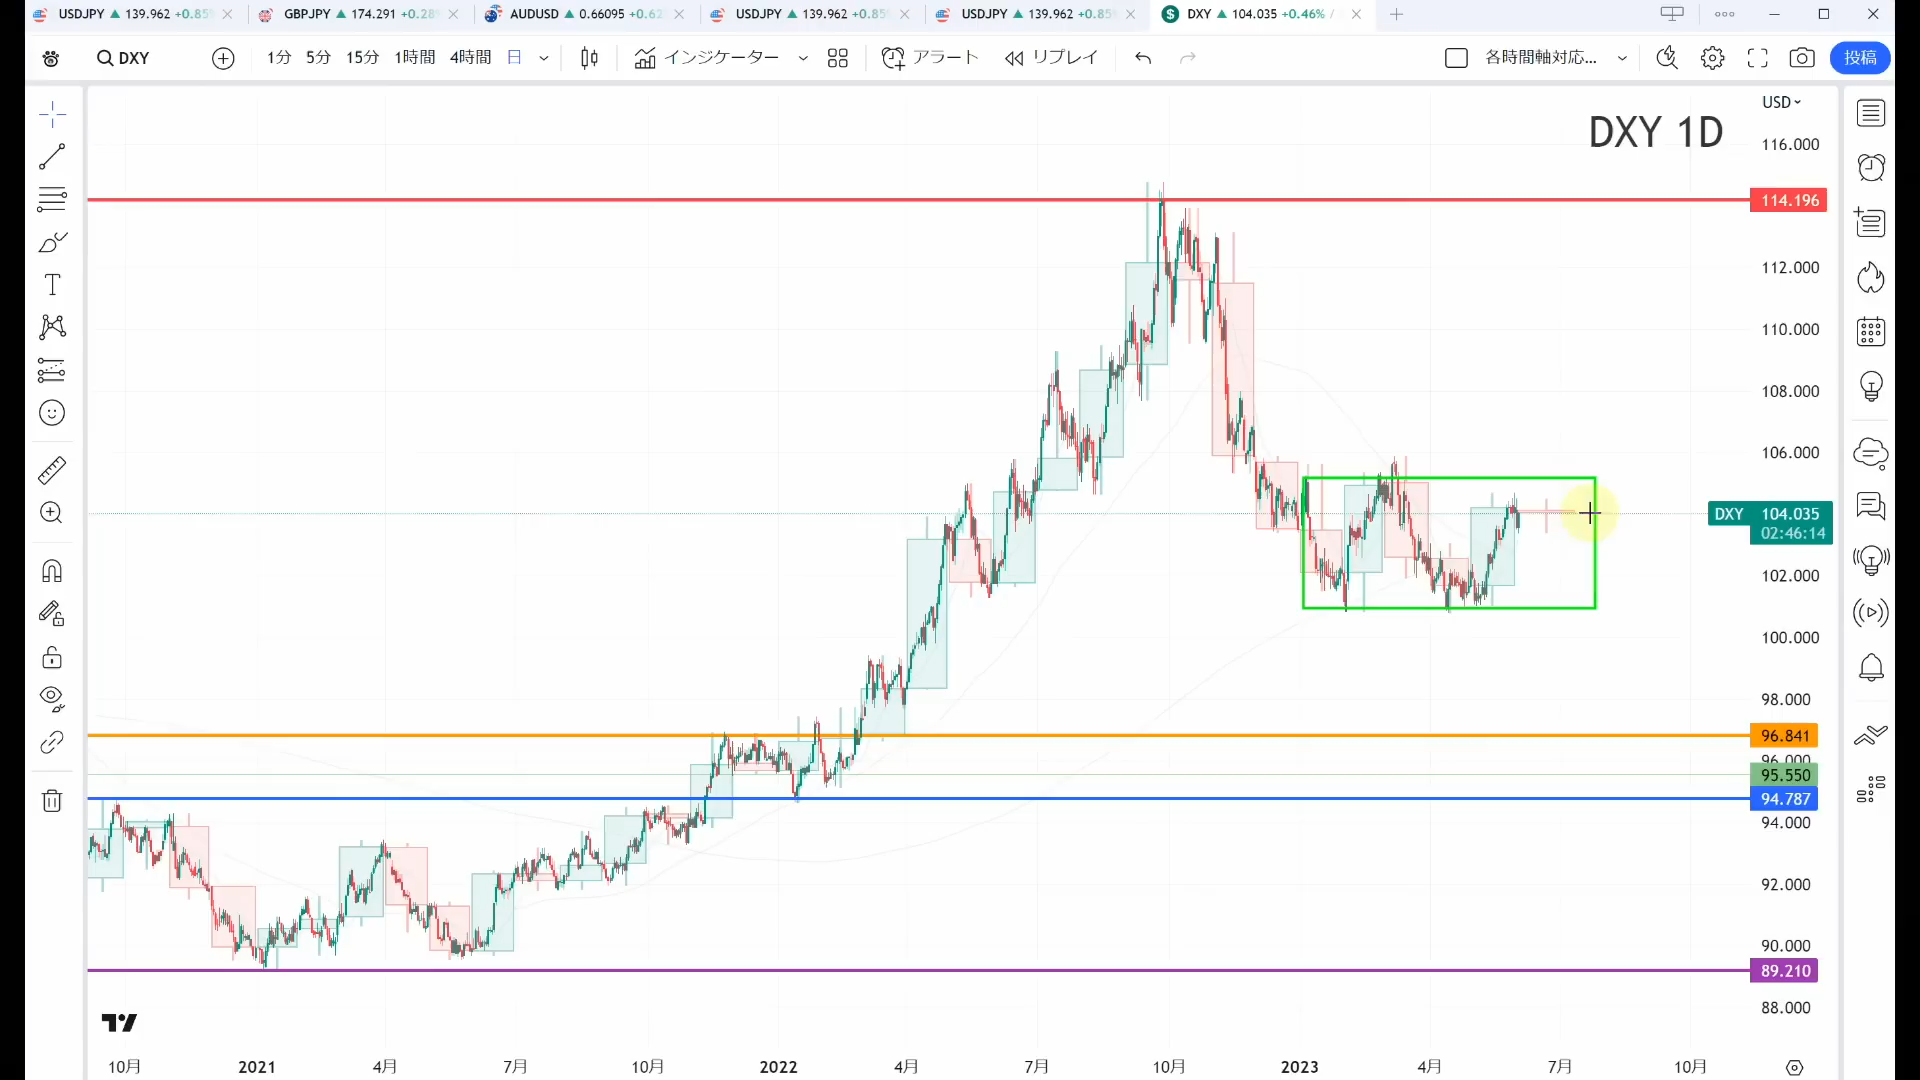 USDJPY ▲ 139.962 +0.85
GBPJPY ▲ 174.291 +0.28
AUDUSD ▲ 0.66095 +0.62
USDJPY ▲ 139.962 +0.85
USDJPY ▲ 139.962 +0.85
DXY ▲ 104.035 +0.46% /
DXY
1分 5分 15分 1時間 4時間 日
インジケーター
アラート
リプレイ
各時間軸対応...
投稿
USD
DXY 1D
116.000
114.196
112.000
110.000
108.000
106.000
DXY 104.035
02:46:14
102.000
100.000
98.000
96.841
96.000
95.550
94.787
94.000
92.000
90.000
89.210
88.000
10月 2021 4月 7月 10月 2022 4月 7月 10月 2023 4月 7月 10月